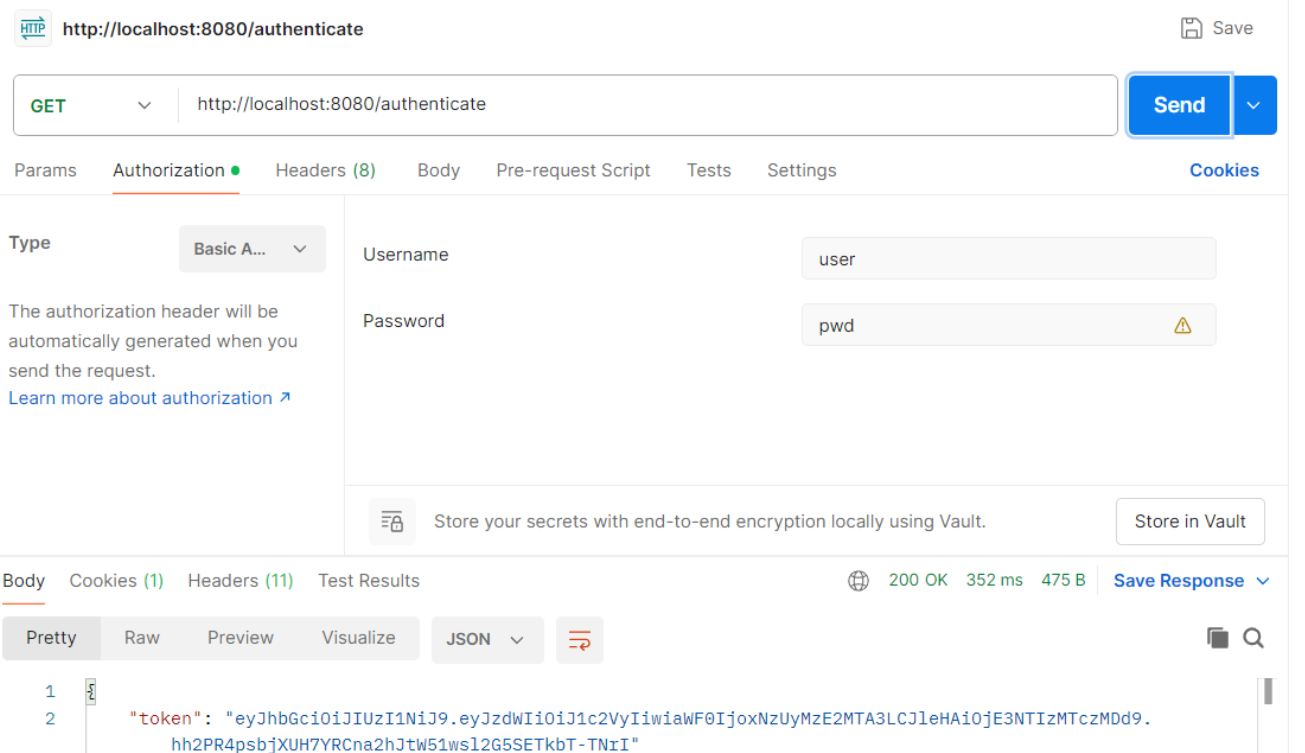 HTTP http://localhost:8080/authenticate Save
GET http://localhost:8080/authenticate Send
Params Authorization Headers (8) Body Pre-request Script Tests Settings Cookies
Type Basic A...
Username user
The authorization header will be
automatically generated when you
send the request.
Learn more about authorization ↗
Password pwd
Store your secrets with end-to-end encryption locally using Vault. Store in Vault
Body Cookies (1) Headers (11) Test Results 200 OK 352 ms 475 B Save Response
Pretty Raw Preview Visualize JSON
1 {
2 "token": "eyJhbGciOiJIUzI1NiJ9.eyJzdWIiOiJ1c2VyIiwiaWF0IjoxNzUyMzE2MTA3LCJleHAiOjE3NTIzMTczMDd9.
hh2PR4psbjXUH7YRCna2hJtW51wsl2G5SETkbT-TNrI"